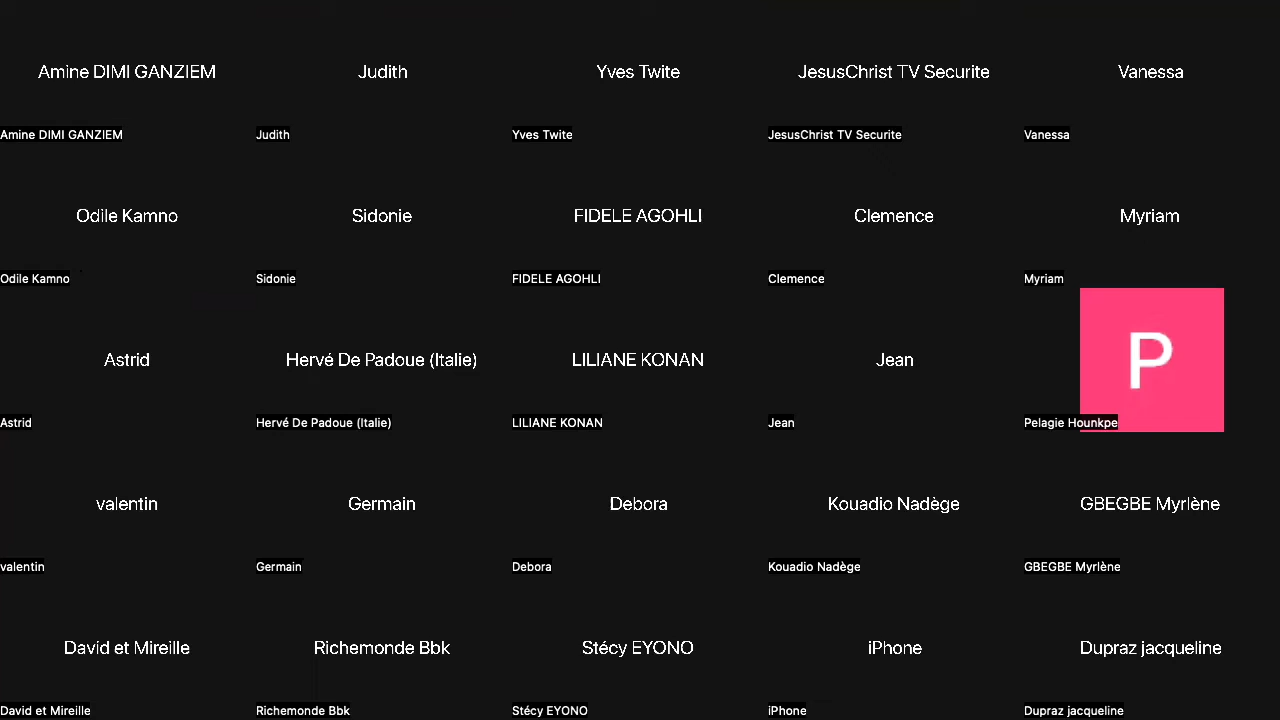 Amine DIMI GANZIEM
Judith
Yves Twite
JesusChrist TV Securite
Vanessa
Amine DIMI GANZIEM
Judith
Yves Twite
JesusChrist TV Securite
Vanessa
Odile Kamno
Sidonie
FIDELE AGOHLI
Clemence
Myriam
Odile Kamno
Sidonie
FIDELE AGOHLI
Clemence
Myriam
Astrid
Hervé De Padoue (Italie)
LILIANE KONAN
Jean
P
Astrid
Hervé De Padoue (Italie)
LILIANE KONAN
Jean
Pelagie Hounkpe
valentin
Germain
Debora
Kouadio Nadège
GBEGBE Myrlène
valentin
Germain
Debora
Kouadio Nadège
GBEGBE Myrlène
David et Mireille
Richemonde Bbk
Stécy EYONO
iPhone
Dupraz jacqueline
David et Mireille
Richemonde Bbk
Stécy EYONO
iPhone
Dupraz jacqueline